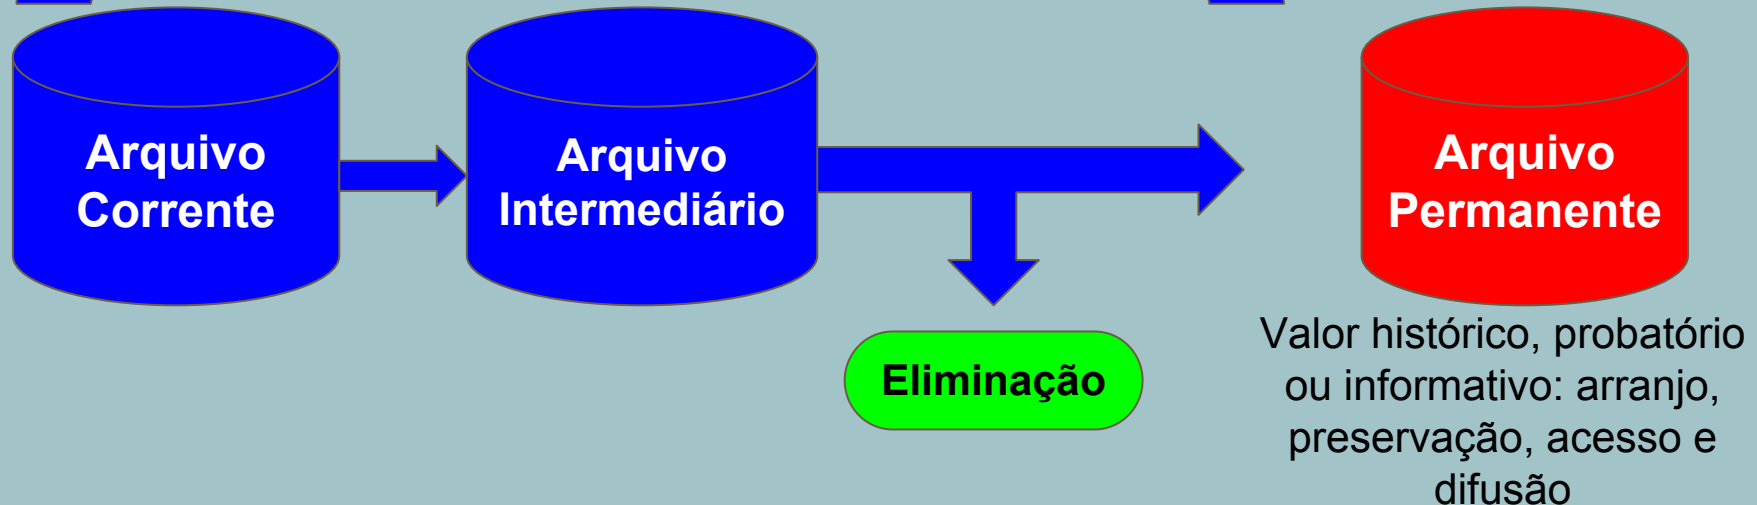 Arquivo
Corrente
Arquivo
Intermediário
Arquivo
Permanente
Eliminação
Valor histórico, probatório
ou informativo: arranjo,
preservação, acesso e
difusão